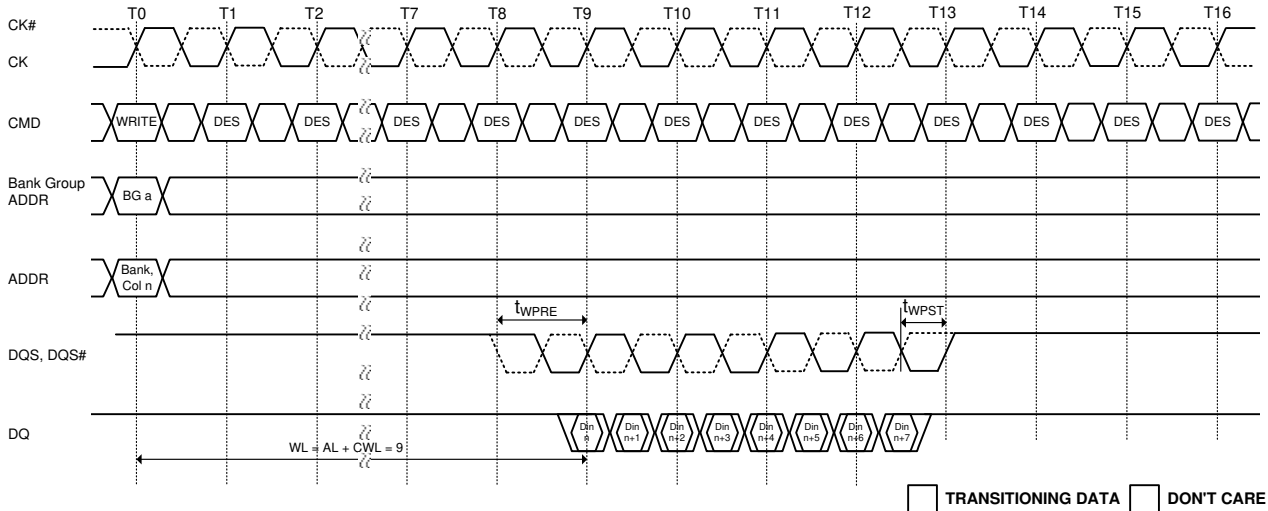 T0 T1 T2 T7 T8 T9 T10 T11 T12 T13 T14 T15 T16
CK#
CK
CMD WRITE DES DES DES DES DES DES DES DES DES DES DES DES
Bank Group
ADDR
BG a
ADDR
Bank,
Col n
tWPRE tWPST
DQS, DQS#
DQ
Din n Din n+1 Din n+2 Din n+3 Din n+4 Din n+5 Din n+6 Din n+7
WL = AL + CWL = 9
TRANSITIONING DATA DON'T CARE